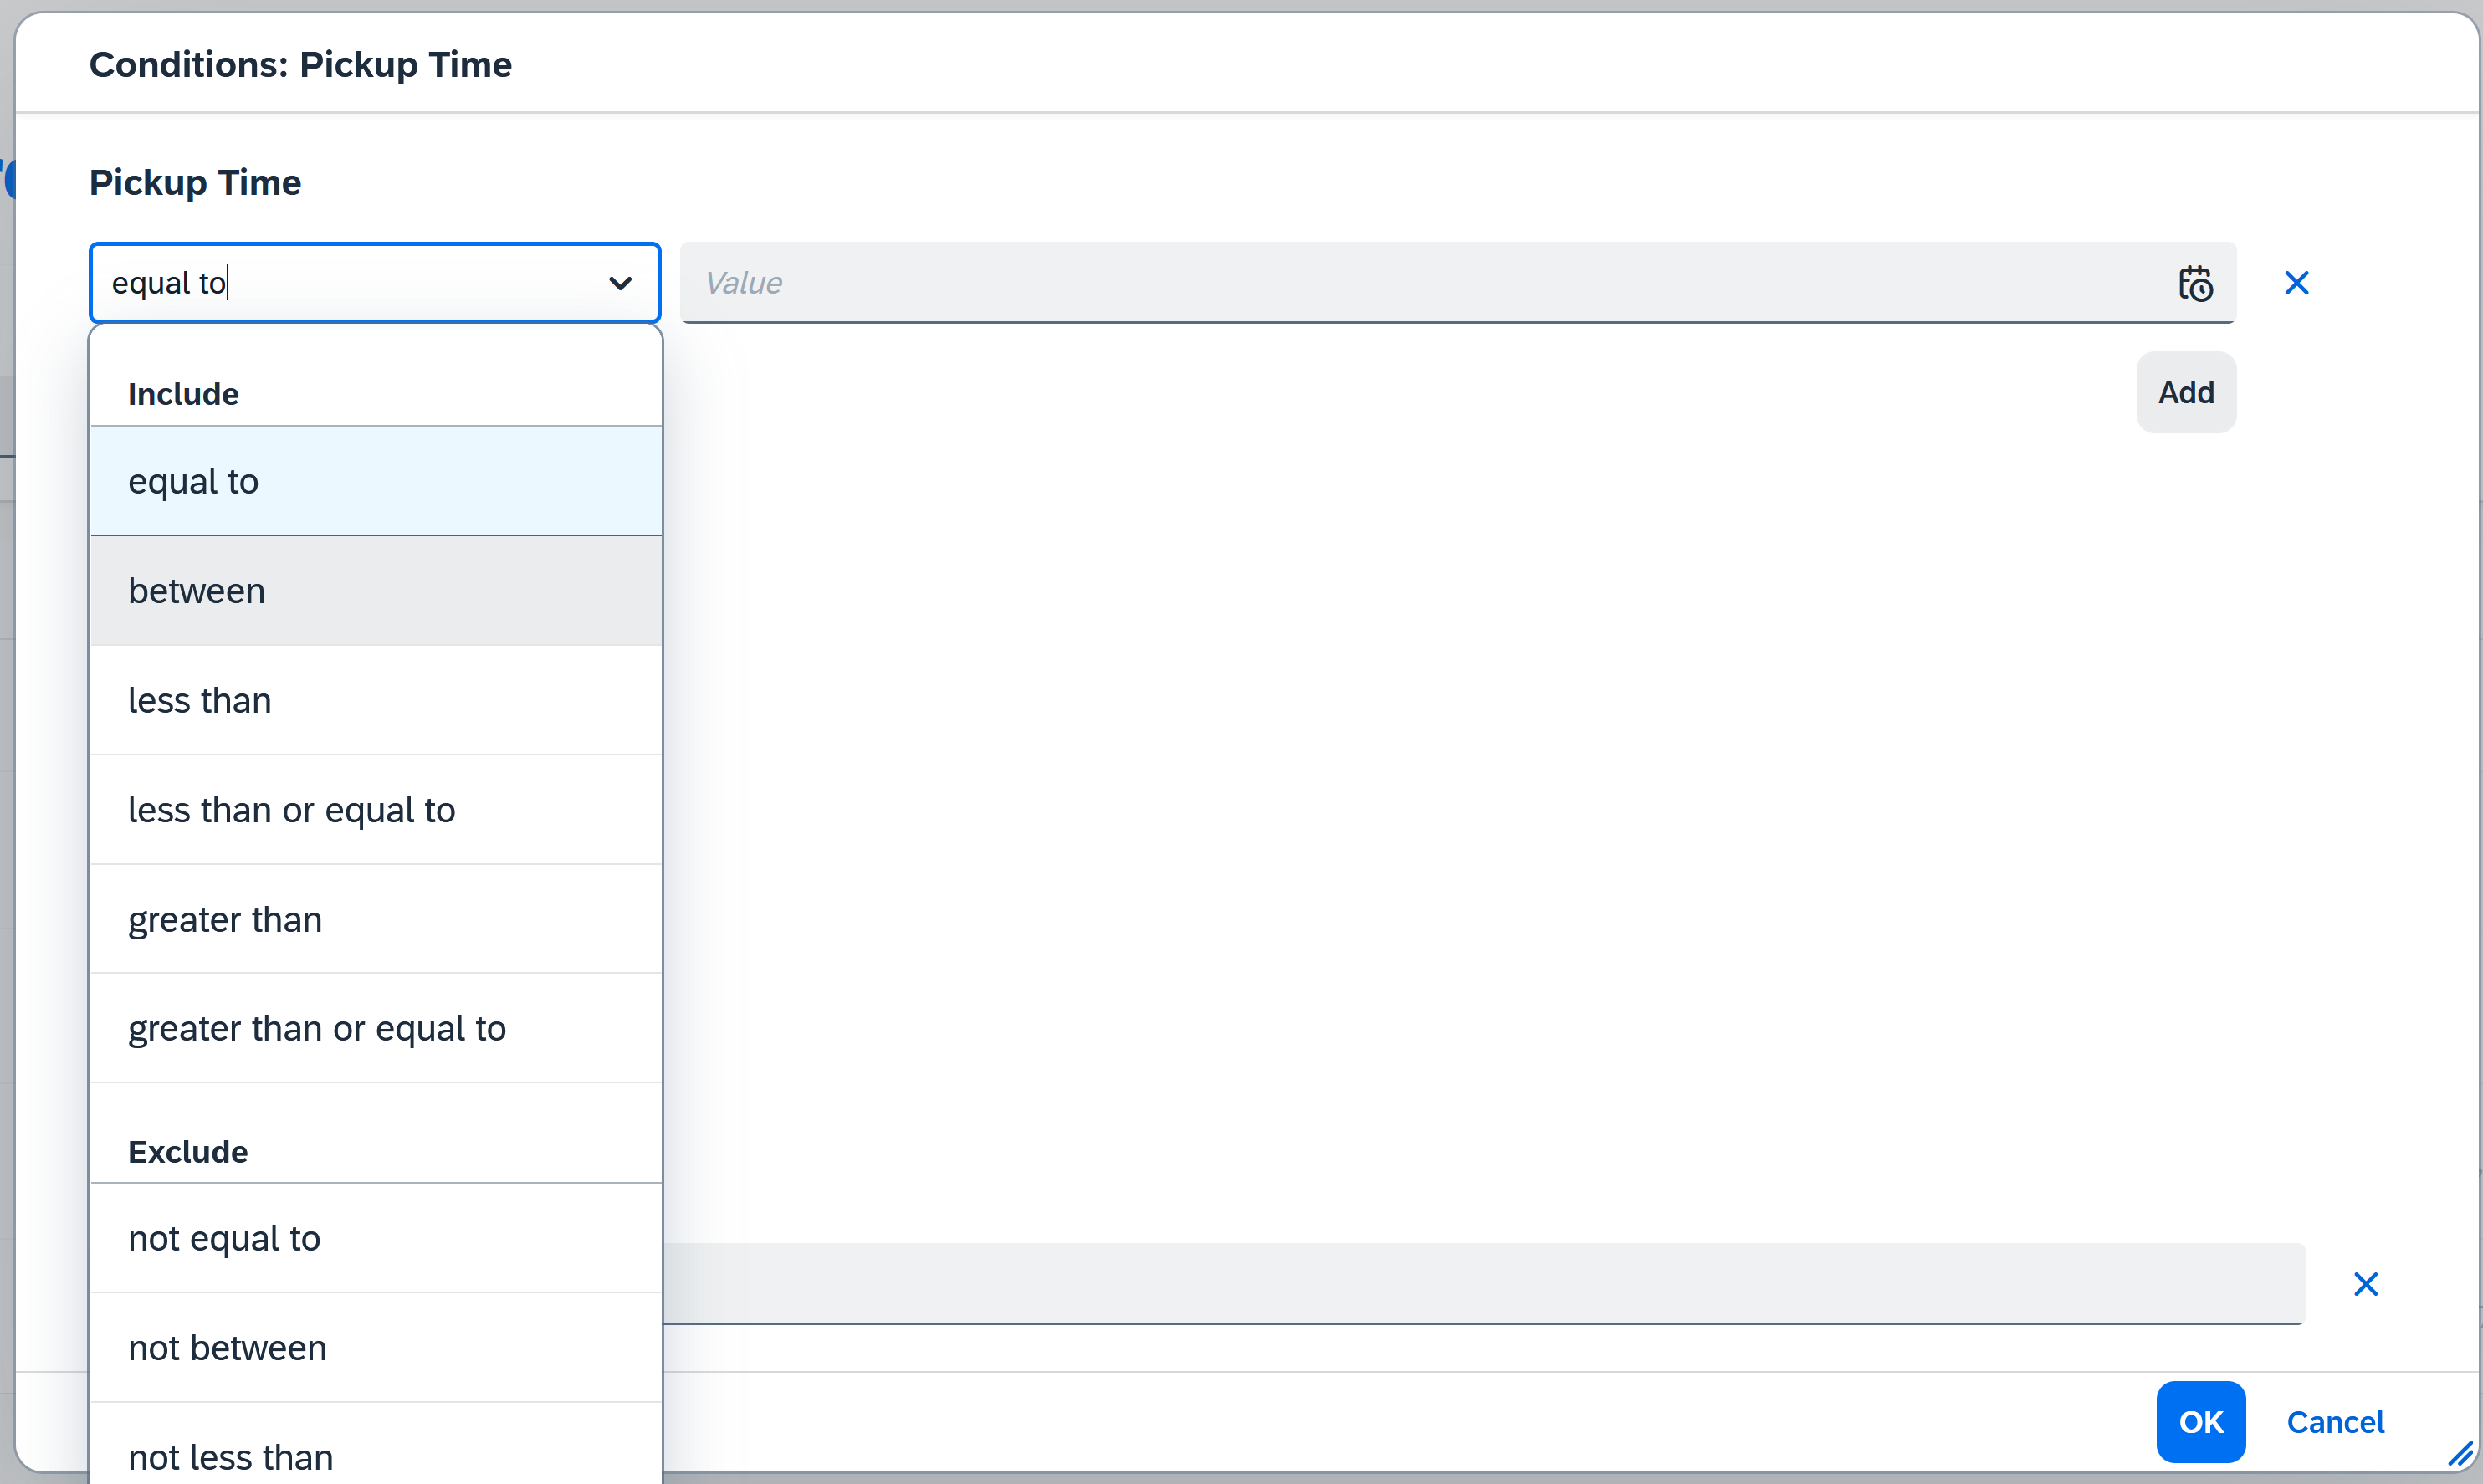 Conditions: Pickup Time
Pickup Time
equal to
Value
Add
Include
equal to
between
less than
less than or equal to
greater than
greater than or equal to
Exclude
not equal to
not between
not less than
OK
Cancel